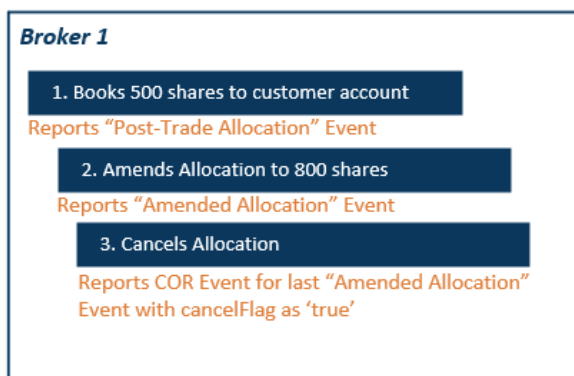 Broker 1
1. Books 500 shares to customer account
Reports “Post-Trade Allocation” Event
2. Amends Allocation to 800 shares
Reports “Amended Allocation” Event
3. Cancels Allocation
Reports COR Event for last “Amended Allocation”
Event with cancelFlag as ‘true’